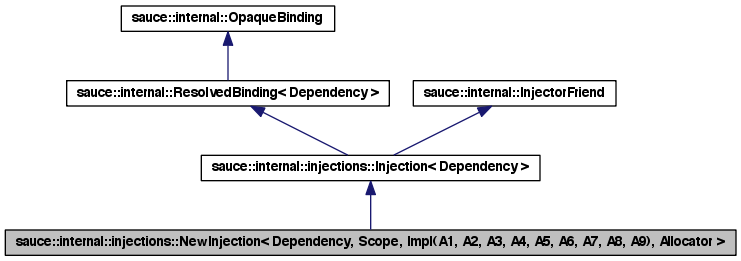 sauce::internal::OpaqueBinding
sauce::internal::ResolvedBinding< Dependency >
sauce::internal::InjectorFriend
sauce::internal::injections::Injection< Dependency >
sauce::internal::injections::NewInjection< Dependency, Scope, Impl(A1, A2, A3, A4, A5, A6, A7, A8, A9), Allocator >